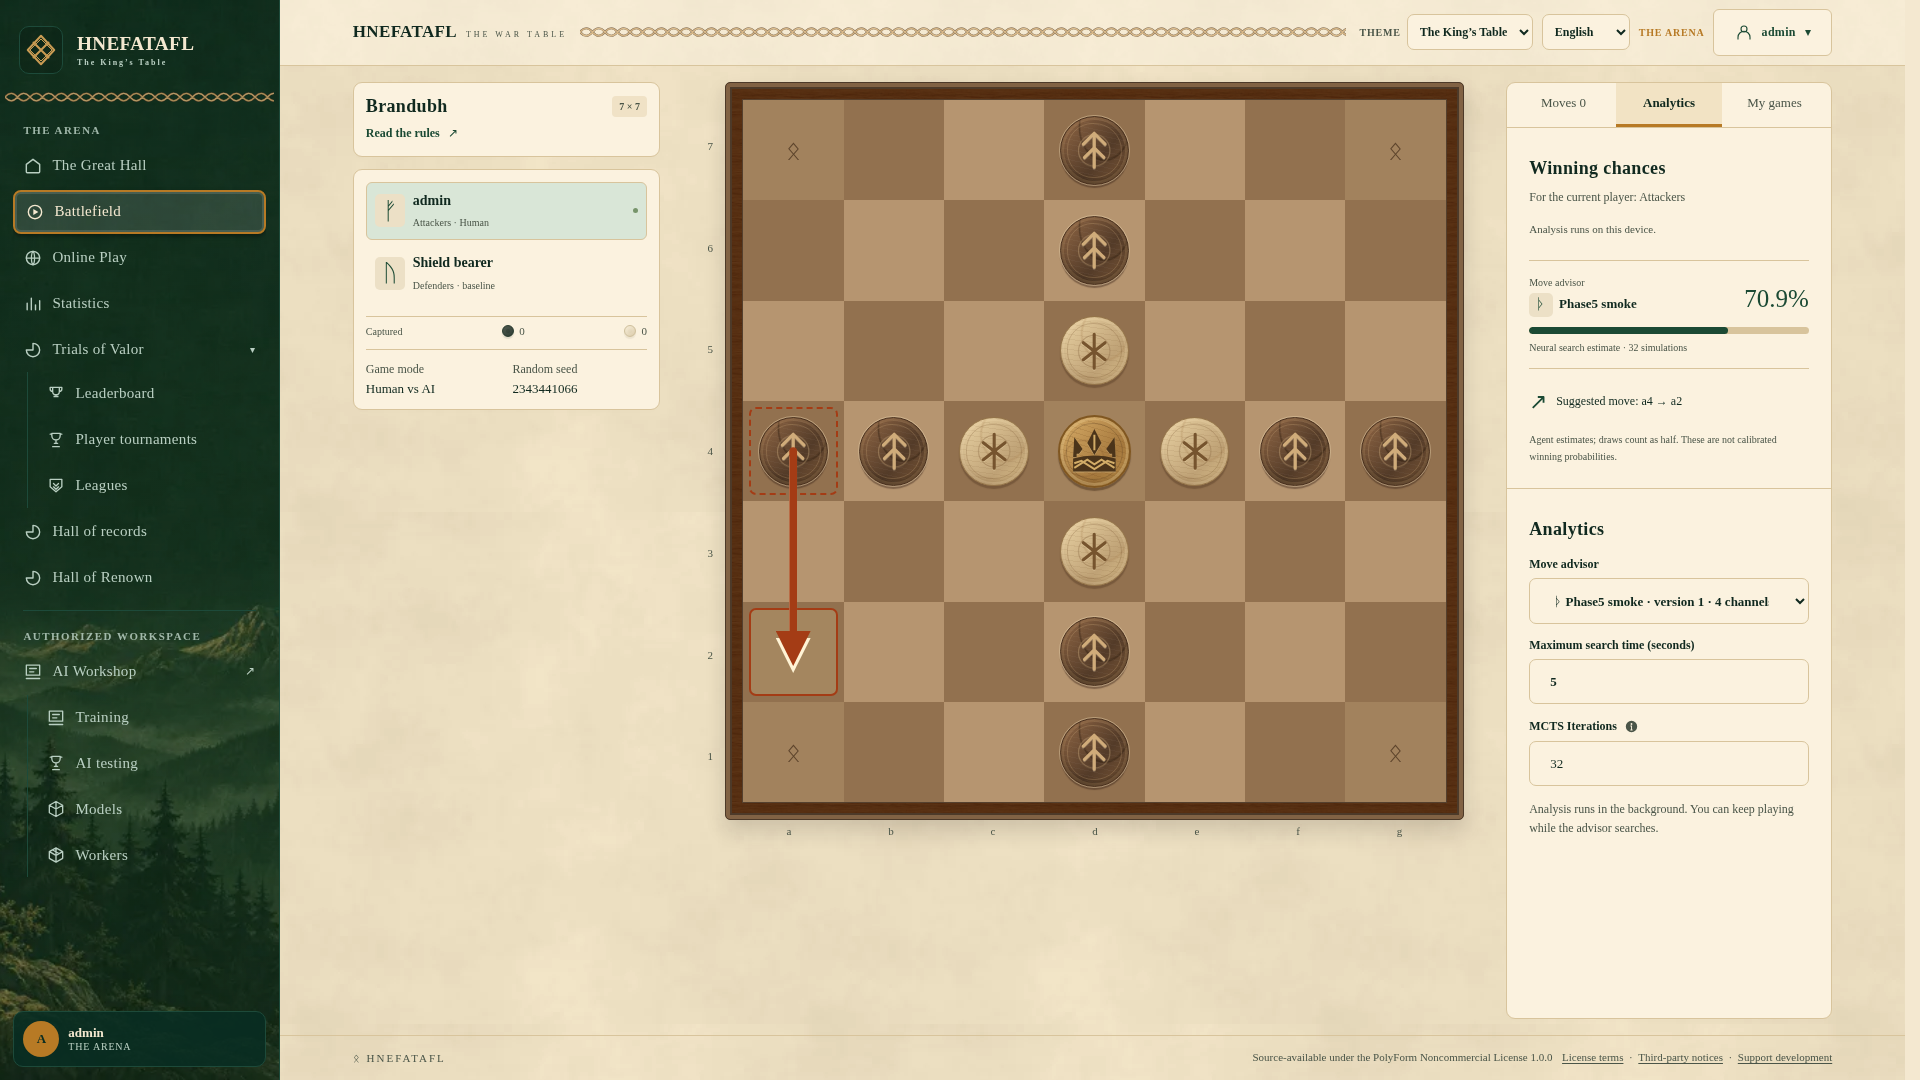 HNEFATAFL
The King's Table
THE ARENA
The Great Hall
Battlefield
Online Play
Statistics
Trials of Valor ▾
Leaderboard
Player tournaments
Leagues
Hall of records
Hall of Renown
AUTHORIZED WORKSPACE
AI Workshop ↗
Training
AI testing
Models
Workers
A
admin
THE ARENA
HNEFATAFL THE WAR TABLE
THEME The King's Table English THE ARENA admin ▾
Brandubh 7 × 7
Read the rules ↗
ᚠ admin
Attackers · Human
ᚢ Shield bearer
Defenders · baseline
Captured 0 0
Game mode Random seed
Human vs AI 2343441066
7
6
5
4
3
2
1
a b c d e f g
Moves 0 Analytics My games
Winning chances
For the current player: Attackers
Analysis runs on this device.
Move advisor
ᚦ Phase5 smoke 70.9%
Neural search estimate · 32 simulations
↗ Suggested move: a4 → a2
Agent estimates; draws count as half. These are not calibrated
winning probabilities.
Analytics
Move advisor
ᚦ Phase5 smoke · version 1 · 4 channel
Maximum search time (seconds)
5
MCTS Iterations i
32
Analysis runs in the background. You can keep playing
while the advisor searches.
ᛟ HNEFATAFL
Source-available under the PolyForm Noncommercial License 1.0.0 License terms · Third-party notices · Support development